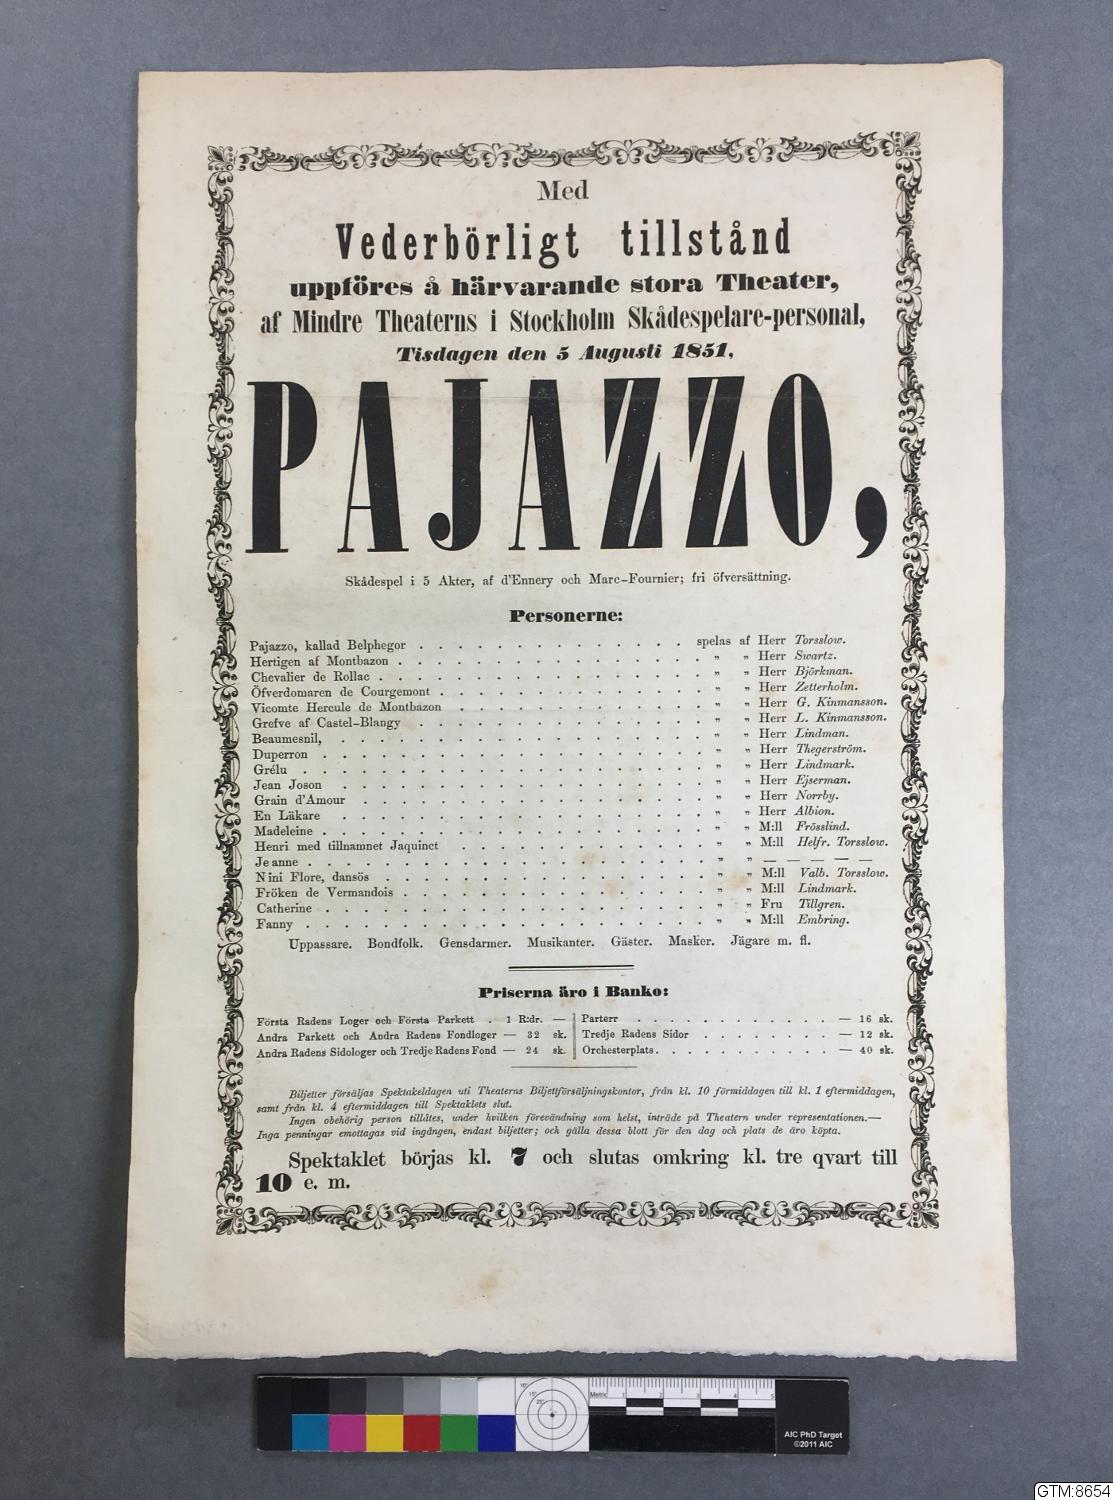 Med
Vederbörligt tillstånd
uppföres å härvarande stora Theater,
af Mindre Theaterns i Stockholm Skådespelare-personal,
Tisdagen den 5 Augusti 1851,
PAJAZZO,
Skådespel i 5 Akter, af d'Ennery och Marc-Fournier; fri öfversättning.
Personerne:
Pajazzo, kallad Belphegor . . . . . . . . . . . . . . . spelas af Herr Torsslow.
Hertigen af Montbazon . . . . . . . . . . . . . . . . . „ „ Herr Swartz.
Chevalier de Rollac . . . . . . . . . . . . . . . . . . „ „ Herr Björkman.
Öfverdomaren de Courgemont . . . . . . . . . . . . . . . „ „ Herr Zetterholm.
Vicomte Hercule de Montbazon . . . . . . . . . . . . . . „ „ Herr G. Kinmansson.
Grefve af Castel-Blangy . . . . . . . . . . . . . . . . „ „ Herr L. Kinmansson.
Beaumesnil, . . . . . . . . . . . . . . . . . . . . „ „ Herr Lindman.
Duperron . . . . . . . . . . . . . . . . . . . . . „ „ Herr Thegerström.
Grélu . . . . . . . . . . . . . . . . . . . . . . „ „ Herr Lindmark.
Jean Joson . . . . . . . . . . . . . . . . . . . . „ „ Herr Ejserman.
Grain d'Amour . . . . . . . . . . . . . . . . . . . „ „ Herr Norrby.
En Läkare . . . . . . . . . . . . . . . . . . . . „ „ Herr Albion.
Madeleine . . . . . . . . . . . . . . . . . . . . . „ „ M:ll Frösslind.
Henri med tillnamnet Jaquinct . . . . . . . . . . . . . . „ „ M:ll Helfr. Torsslow.
Jeanne . . . . . . . . . . . . . . . . . . . . . . „ „ — — — — —
Nini Flore, dansös . . . . . . . . . . . . . . . . . . „ „ M:ll Valb. Torsslow.
Fröken de Vermandois . . . . . . . . . . . . . . . . . „ „ M:ll Lindmark.
Catherine . . . . . . . . . . . . . . . . . . . . . „ „ Fru Tillgren.
Fanny . . . . . . . . . . . . . . . . . . . . . . „ „ M:ll Embring.
Uppassare. Bondfolk. Gensdarmer. Musikanter. Gäster. Masker. Jägare m. fl.
Priserna äro i Banko:
Första Radens Loger och Första Parkett . 1 R:dr. —
Andra Parkett och Andra Radens Fondloger — 32 sk.
Andra Radens Sidologer och Tredje Radens Fond — 24 sk.
Parterr . . . . . . . . . . . — 16 sk.
Tredje Radens Sidor . . . . . . . — 12 sk.
Orchesterplats. . . . . . . . . . — 40 sk.
Biljetter försäljas Spektakeldagen uti Theaterns Biljettförsäljningskontor, från kl. 10 förmiddagen till kl. 1 eftermiddagen,
samt från kl. 4 eftermiddagen till Spektaklets slut.
Ingen obehörig person tillåtes, under hvilken förevändning som helst, inträde på Theatern under representationen.—
Inga penningar emottagas vid ingången, endast biljetter; och gälla dessa blott för den dag och plats de äro köpta.
Spektaklet börjas kl. 7 och slutas omkring kl. tre qvart till
10 e. m.
Metric 1 2 3 4 5
AIC PhD Target
©2011 AIC
GTM:8654